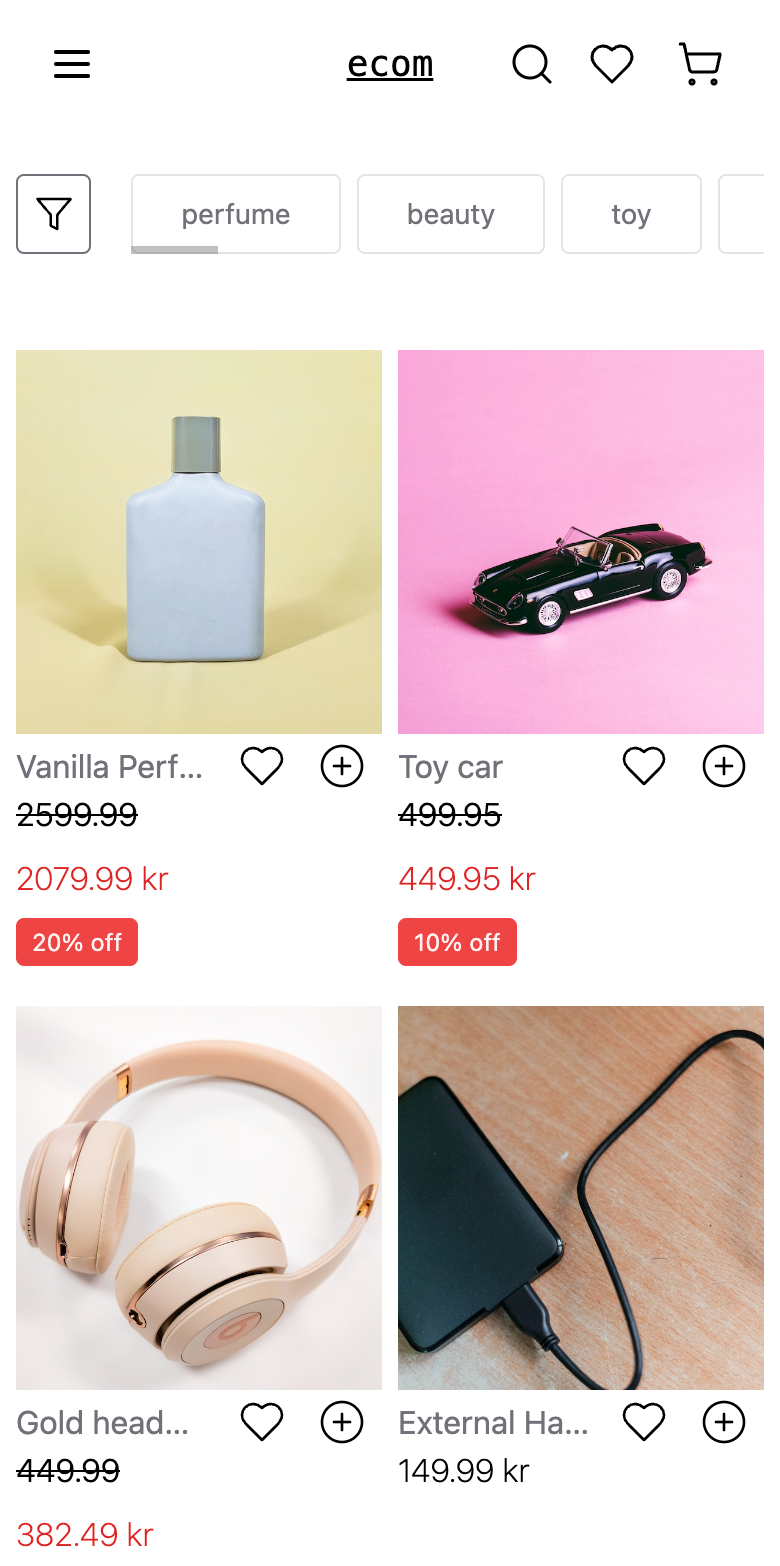 ecom
perfume
beauty
toy
Vanilla Perf...
Toy car
2599.99
499.95
2079.99 kr
449.95 kr
20% off
10% off
Gold head...
External Ha...
449.99
149.99 kr
382.49 kr